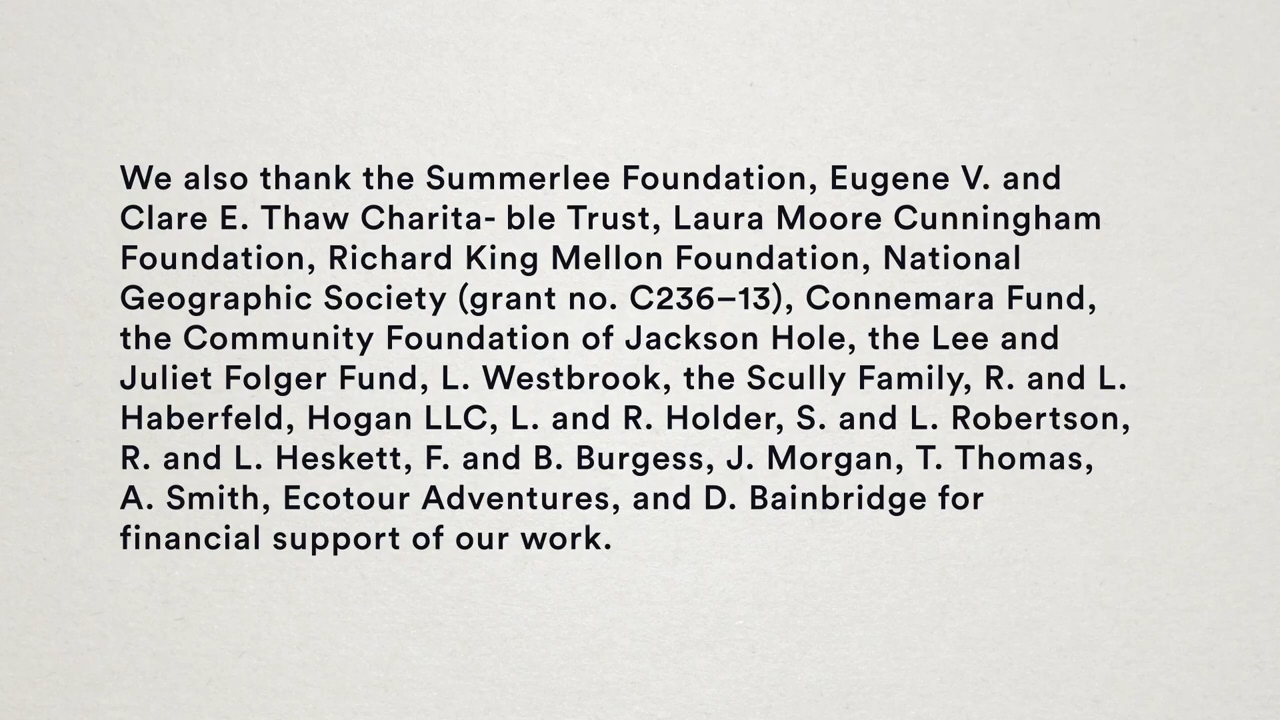 We also thank the Summerlee Foundation, Eugene V. and
Clare E. Thaw Charita- ble Trust, Laura Moore Cunningham
Foundation, Richard King Mellon Foundation, National
Geographic Society (grant no. C236–13), Connemara Fund,
the Community Foundation of Jackson Hole, the Lee and
Juliet Folger Fund, L. Westbrook, the Scully Family, R. and L.
Haberfeld, Hogan LLC, L. and R. Holder, S. and L. Robertson,
R. and L. Heskett, F. and B. Burgess, J. Morgan, T. Thomas,
A. Smith, Ecotour Adventures, and D. Bainbridge for
financial support of our work.